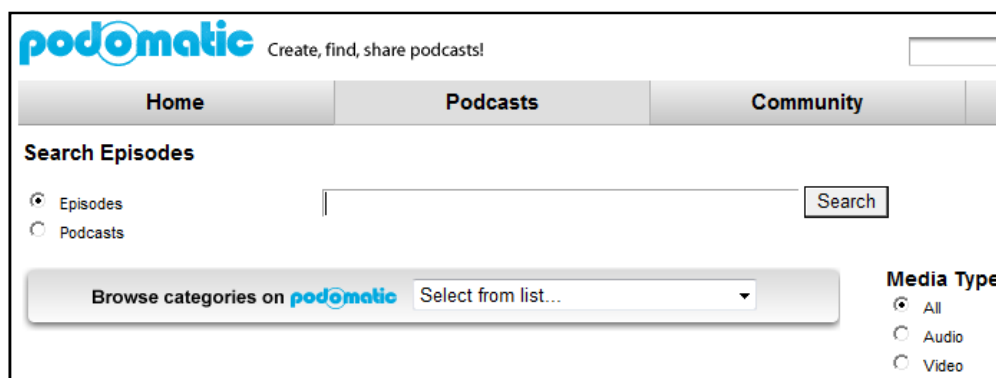 podomatic Create, find, share podcasts!
Home Podcasts Community
Search Episodes
Episodes
Search
Podcasts
Browse categories on podomatic Select from list...
Media Type
All
Audio
Video